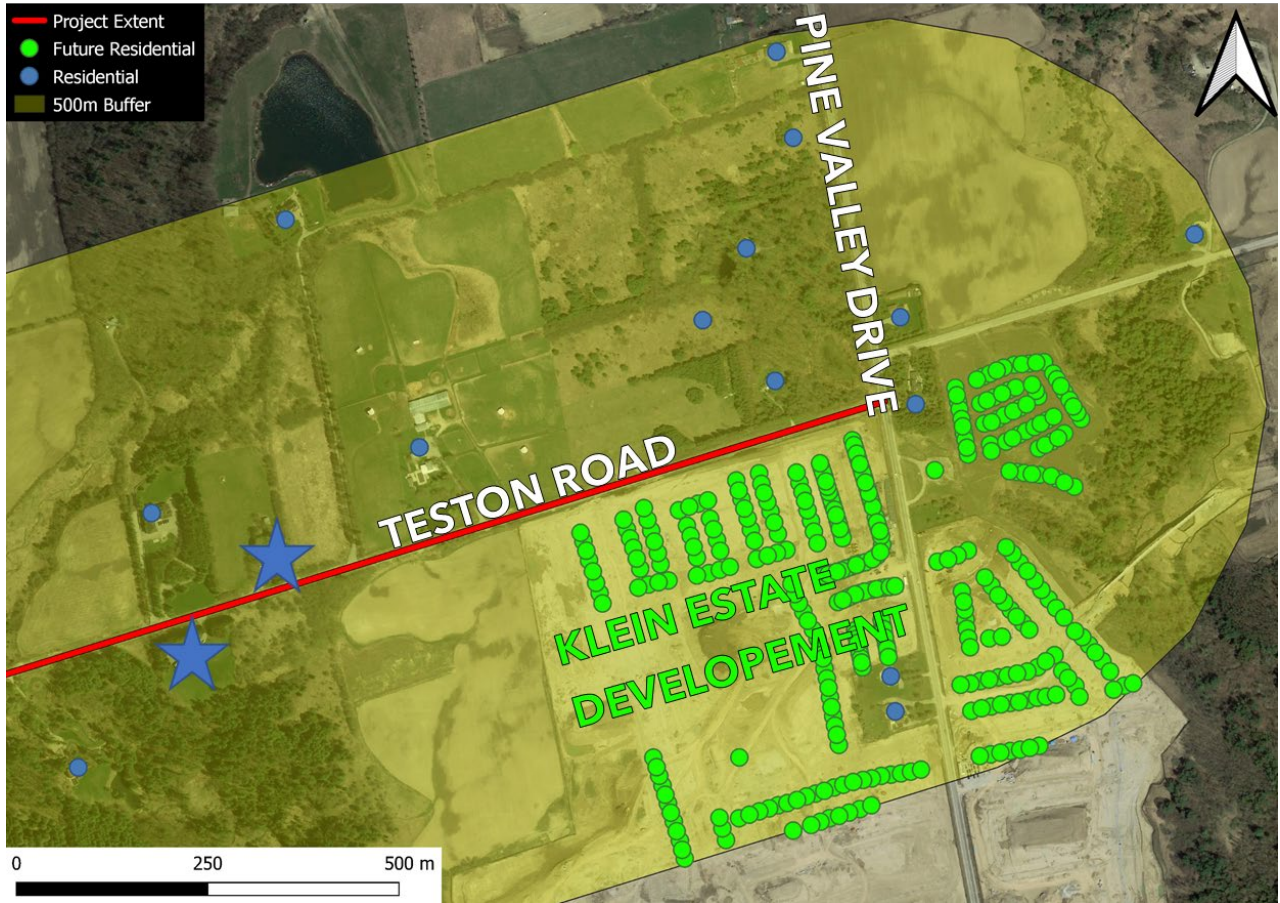 Project Extent
Future Residential
Residential
500m Buffer
PINE VALLEY DRIVE
TESTON ROAD
KLEIN ESTATE
DEVELOPEMENT
0 250 500 m